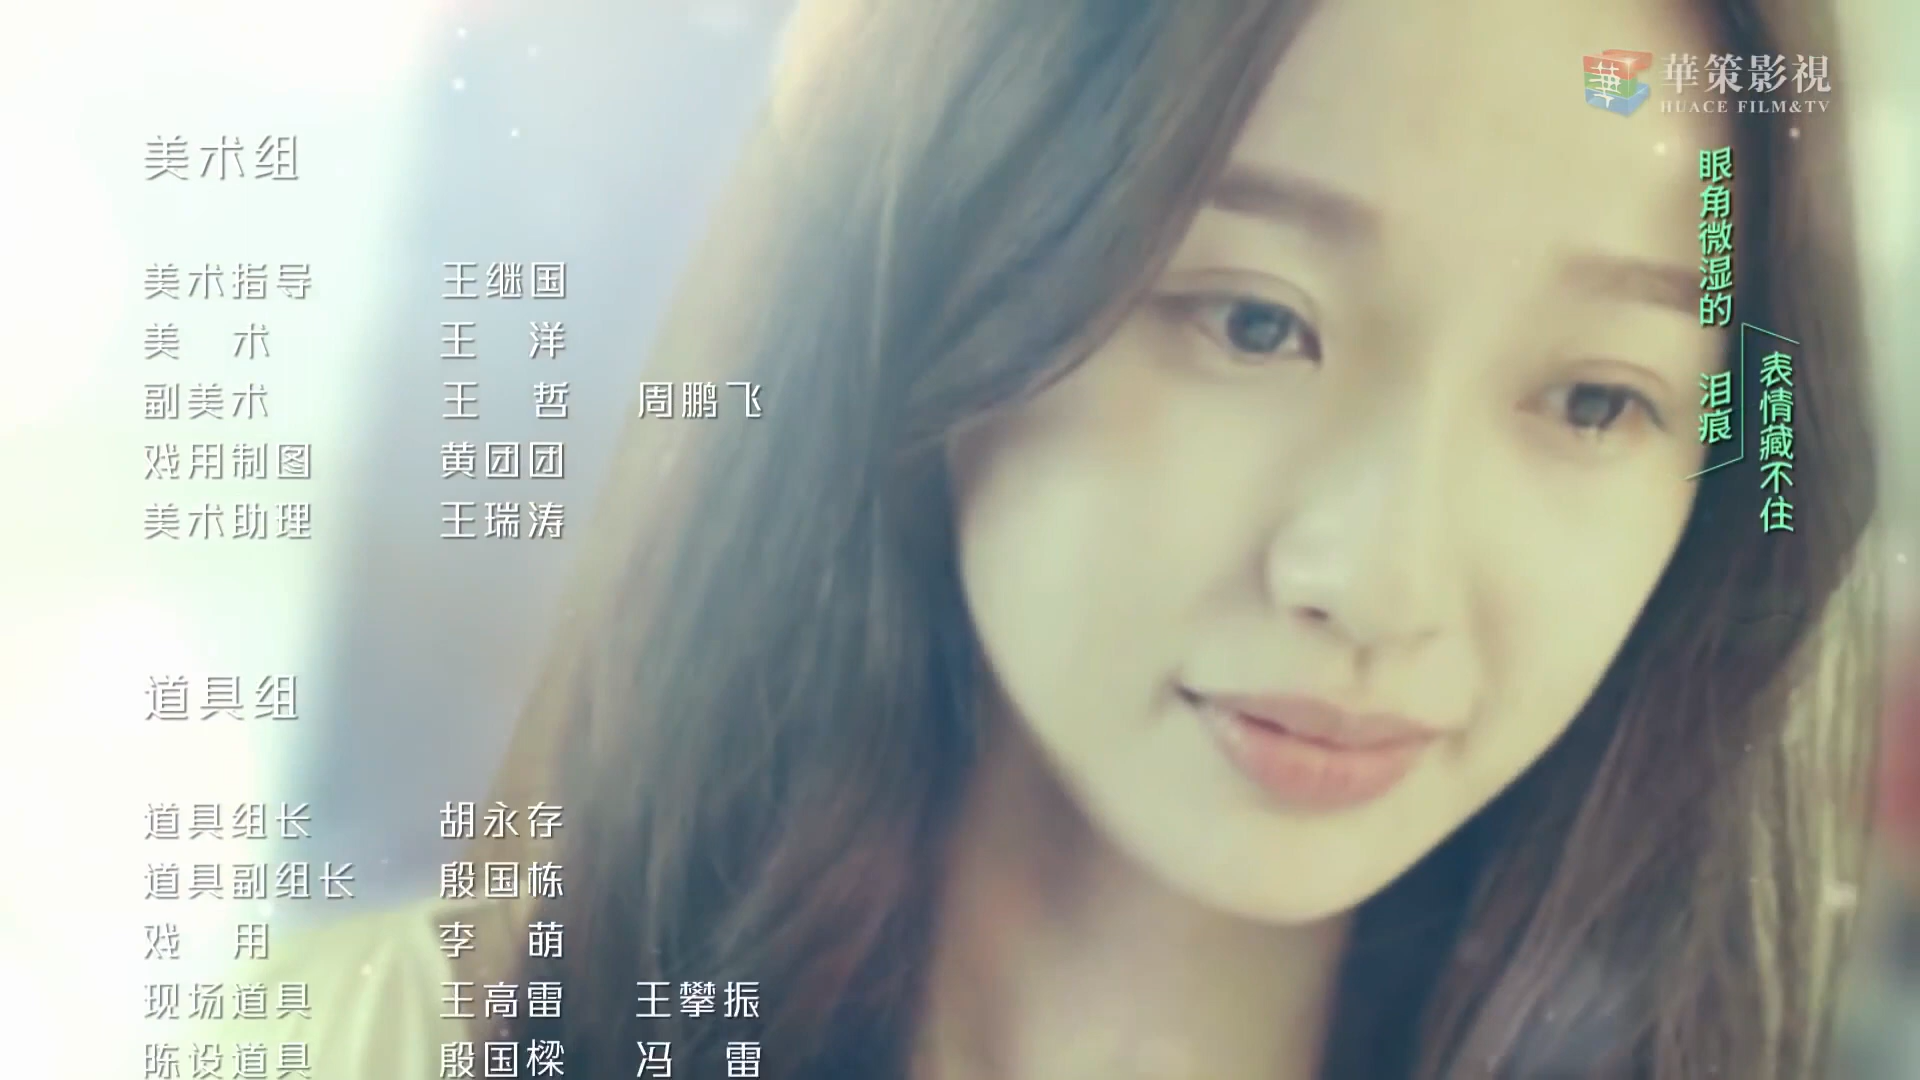 華策影視
HUACE FILM&TV
美术组
美术指导 王继国
美 术 王 洋
副美术 王 哲 周鹏飞
戏用制图 黄团团
美术助理 王瑞涛
道具组
道具组长 胡永存
道具副组长 殷国栋
戏 用 李 萌
现场道具 王高雷 王攀振
陈设道具 殷国樑 冯 雷
眼角微湿的 泪痕
表情藏不住